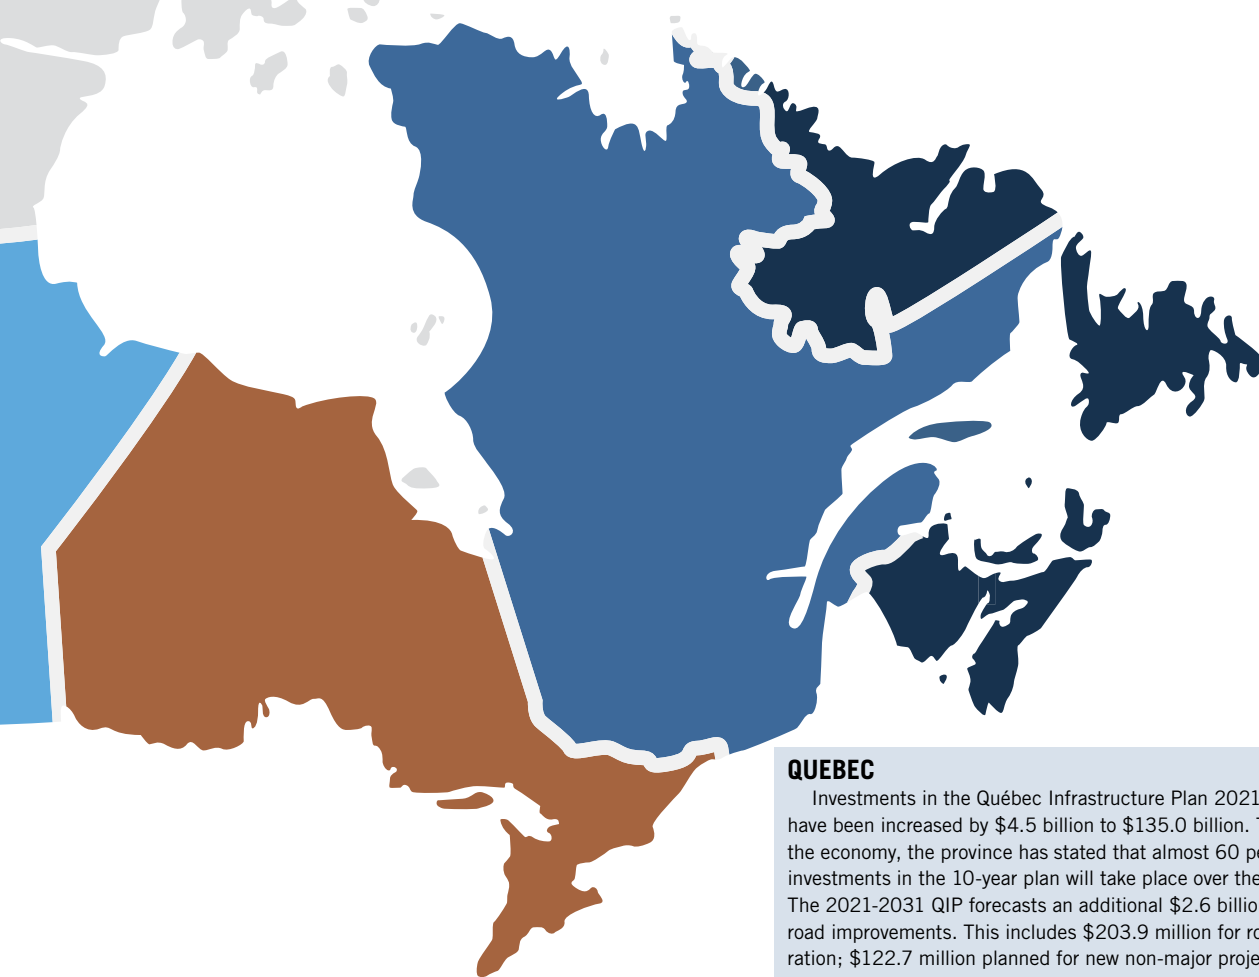 QUEBEC
Investments in the Québec Infrastructure Plan 2021
have been increased by $4.5 billion to $135.0 billion.
the economy, the province has stated that almost 60
investments in the 10-year plan will take place over the
The 2021-2031 QIP forecasts an additional $2.6
road improvements. This includes $203.9 million for
ration; $122.7 million planned for new non-major